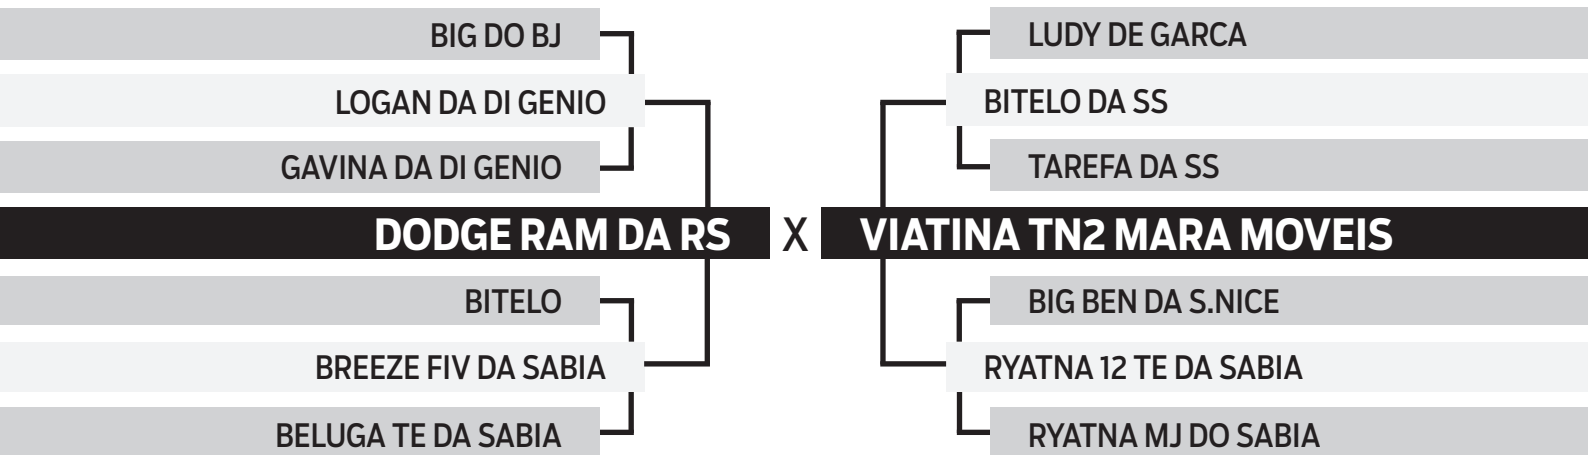 BIG DO BJ
LUDY DE GARCA
LOGAN DA DI GENIO
BITELO DA SS
GAVINA DA DI GENIO
TAREFA DA SS
DODGE RAM DA RS X VIATINA TN2 MARA MOVEIS
BITELO
BIG BEN DA S.NICE
BREEZE FIV DA SABIA
RYATNA 12 TE DA SABIA
BELUGA TE DA SABIA
RYATNA MJ DO SABIA